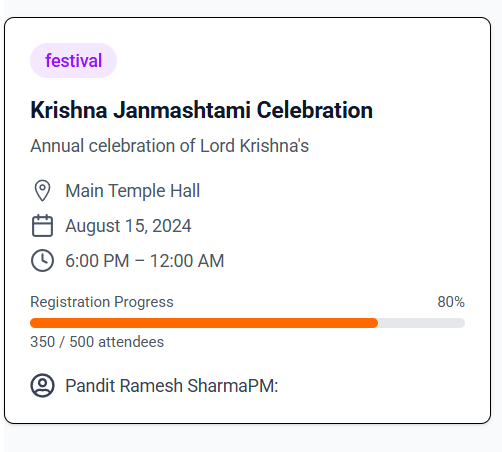 festival
Krishna Janmashtami Celebration
Annual celebration of Lord Krishna's
Main Temple Hall
August 15, 2024
6:00 PM – 12:00 AM
Registration Progress 80%
350 / 500 attendees
Pandit Ramesh SharmaPM: